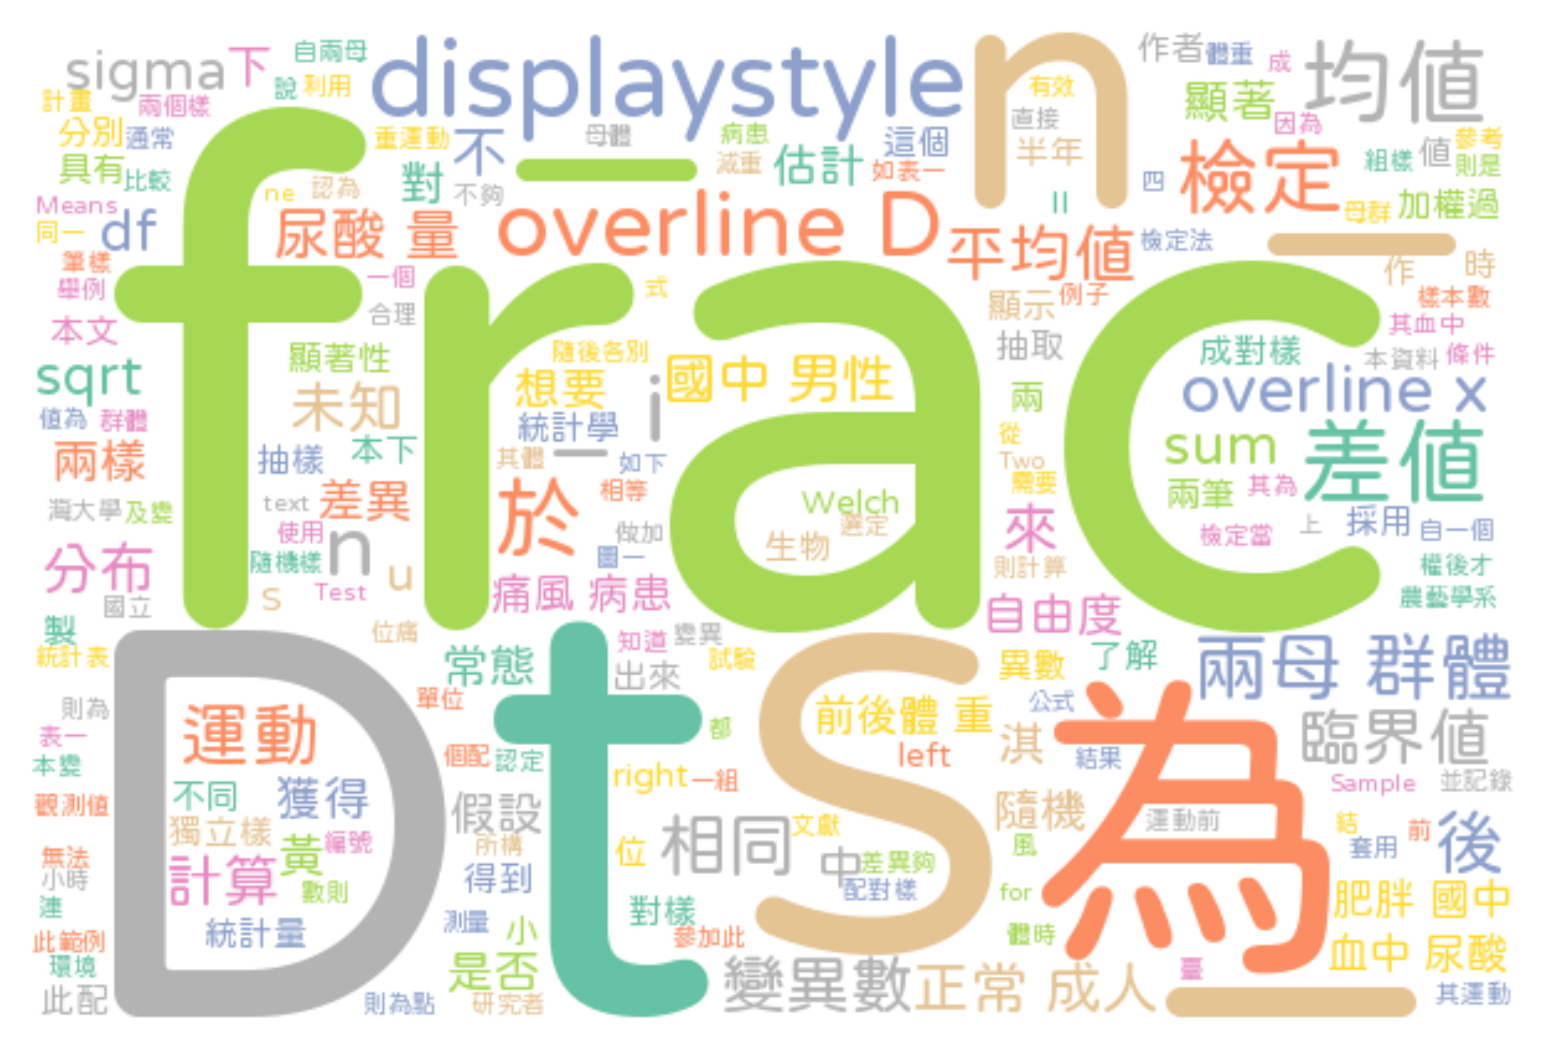 sigma 下 自兩母 displaystyle n 作者 體重 成 均值
計畫 兩個樣 說 利用 有效 顯著 因為
分別 通常 重運動 不 母體 病患 這個 直接 檢定 組樣 值 參考
具有 比較 對 不夠 減重 估計 如表一 半年 四 則是
Means ne 認為 overline D || 母群 加權過
同一 df 尿酸 量 平均值 檢定法
筆樣 一個 式 作 時
舉例 frac 顯示 例子 樣本數
本文 合理 其血中
顯著性 隨後各別 抽取 成對樣 本資料 條件
sqrt 未知 想要 國中 男性 兩 overline x
值為 群體 統計學 i 從 sum 差值
兩樣 抽樣 本下 其體 如下 Two
text 差異 於 相等 Welch 需要 兩筆 其為
灣大學 及變 使用 n 做加 生物 選定 來 檢定當 上 採用 自一個
分布 隨機樣 圖一 則計算 權後才
國立 s Test u 痛風 病患 自由度 農藝學系
製 位痛 知道 變異
統計表 D 常態 t 出來 試驗 S 異數 了解 兩母 群體
則為 單位 前後體 重 公式 為
表一 運動 都 淇 臨界值
本變 個配 認定 left 結果
觀測值 不同 獲得 right 一組 Sample 並記錄
獨立樣 假設 文獻 隨機 運動前 結 前
無法 黃 編號 所構 位 相同 風 套用 後
小時 計算 數則 得到 中 差異夠 for
連 配對樣 肥胖 國中
統計量 測量 小 對樣 體時
此範例 參加此 血中 尿酸
環境 是否 變異數 正常 成人 臺
此配 則為點 研究者 其運動